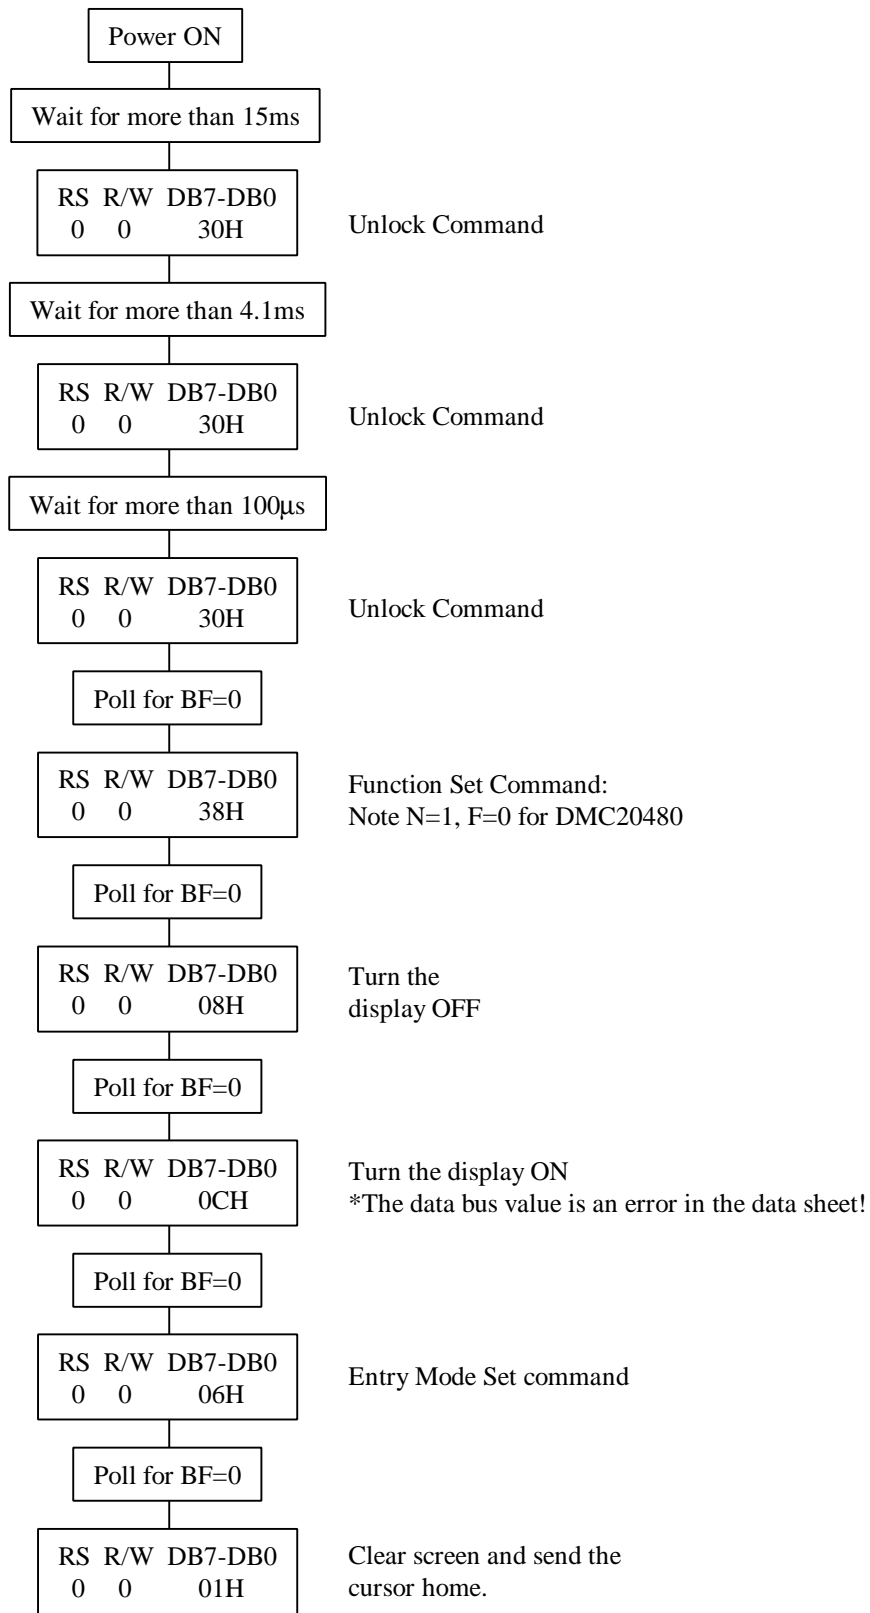 Power ON
Wait for more than 15ms
RS R/W DB7-DB0
0 0 30H
Unlock Command
Wait for more than 4.1ms
RS R/W DB7-DB0
0 0 30H
Unlock Command
Wait for more than 100μs
RS R/W DB7-DB0
0 0 30H
Unlock Command
Poll for BF=0
RS R/W DB7-DB0
0 0 38H
Function Set Command:
Note N=1, F=0 for DMC20480
Poll for BF=0
RS R/W DB7-DB0
0 0 08H
Turn the
display OFF
Poll for BF=0
RS R/W DB7-DB0
0 0 0CH
Turn the display ON
*The data bus value is an error in the data sheet!
Poll for BF=0
RS R/W DB7-DB0
0 0 06H
Entry Mode Set command
Poll for BF=0
RS R/W DB7-DB0
0 0 01H
Clear screen and send the
cursor home.